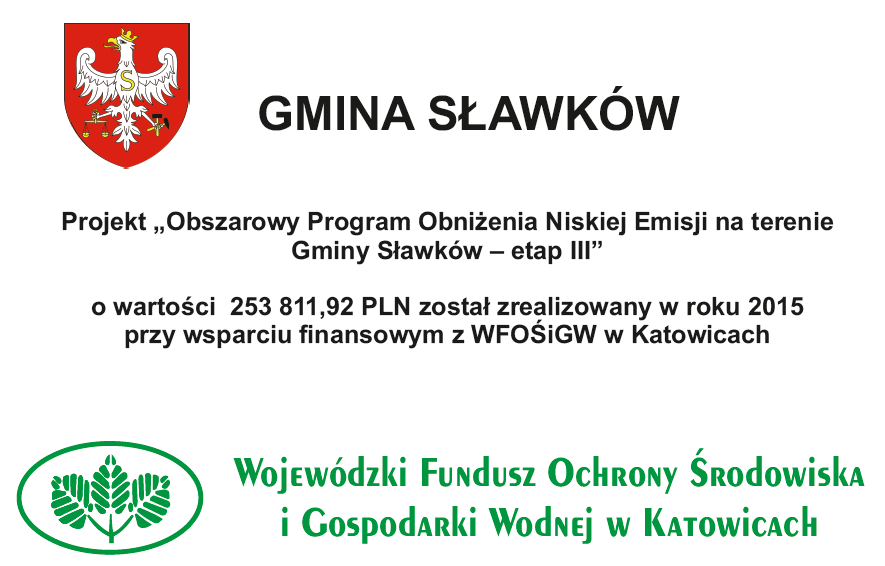 S
GMINA SŁAWKÓW
Projekt „Obszarowy Program Obniżenia Niskiej Emisji na terenie
Gminy Sławków – etap III”
o wartości 253 811,92 PLN został zrealizowany w roku 2015
przy wsparciu finansowym z WFOŚiGW w Katowicach
Wojewódzki Fundusz Ochrony Środowiska
i Gospodarki Wodnej w Katowicach